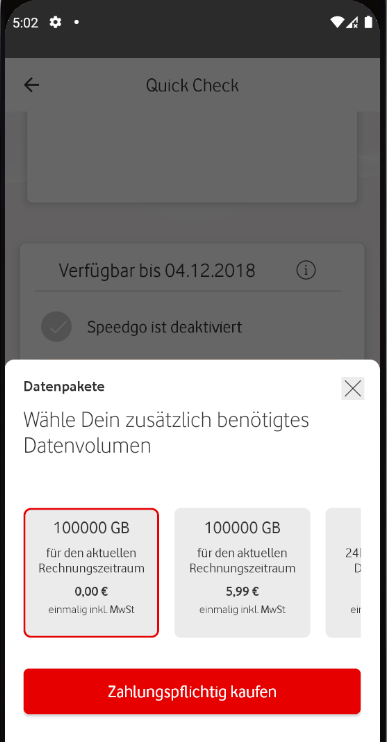 5:02
Quick Check
Verfügbar bis 04.12.2018
Speedgo ist deaktiviert
Datenpakete
Wähle Dein zusätzlich benötigtes
Datenvolumen
100000 GB
für den aktuellen
Rechnungszeitraum
0,00 €
einmalig inkl. MwSt
100000 GB
für den aktuellen
Rechnungszeitraum
5,99 €
einmalig inkl. MwSt
24
D
ei
Zahlungspflichtig kaufen